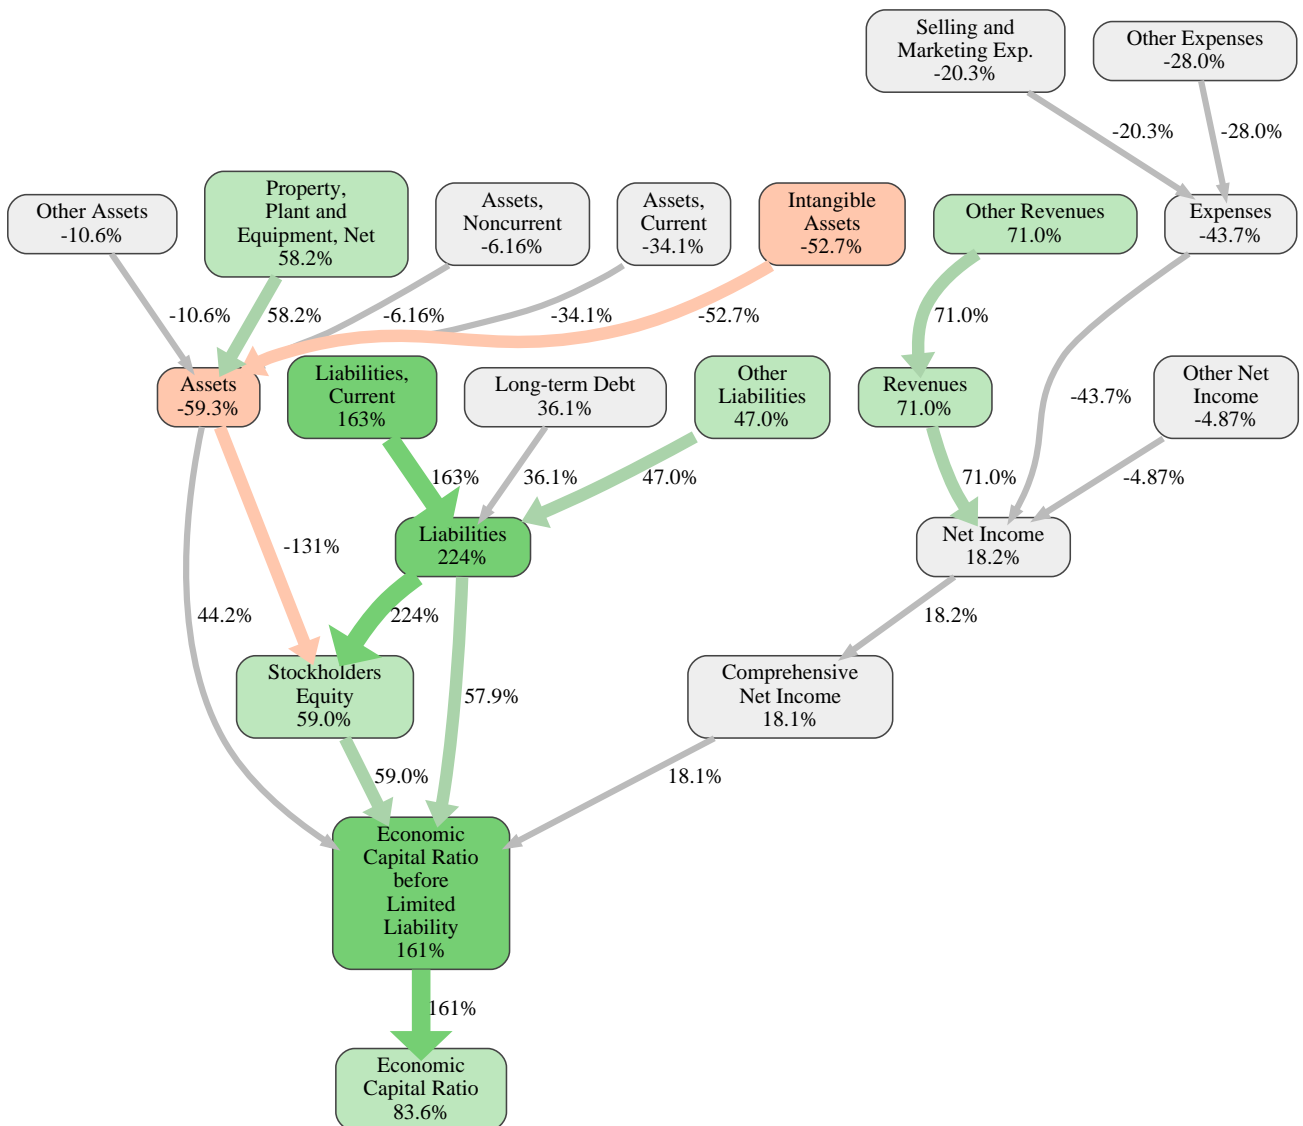 Selling and
Marketing Exp.
-20.3%
Other Expenses
-28.0%
-20.3%
-28.0%
Other Assets
-10.6%
Property,
Plant and
Equipment, Net
58.2%
Assets,
Noncurrent
-6.16%
Assets,
Current
-34.1%
Intangible
Assets
-52.7%
Other Revenues
71.0%
Expenses
-43.7%
-10.6%
58.2%
-6.16%
-34.1%
-52.7%
71.0%
Assets
-59.3%
Liabilities,
Current
163%
Long-term Debt
36.1%
Other
Liabilities
47.0%
Revenues
71.0%
-43.7%
Other Net
Income
-4.87%
163%
36.1%
47.0%
71.0%
-4.87%
-131%
Liabilities
224%
Net Income
18.2%
44.2%
224%
18.2%
Stockholders
Equity
59.0%
57.9%
Comprehensive
Net Income
18.1%
59.0%
18.1%
Economic
Capital Ratio
before
Limited
Liability
161%
161%
Economic
Capital Ratio
83.6%